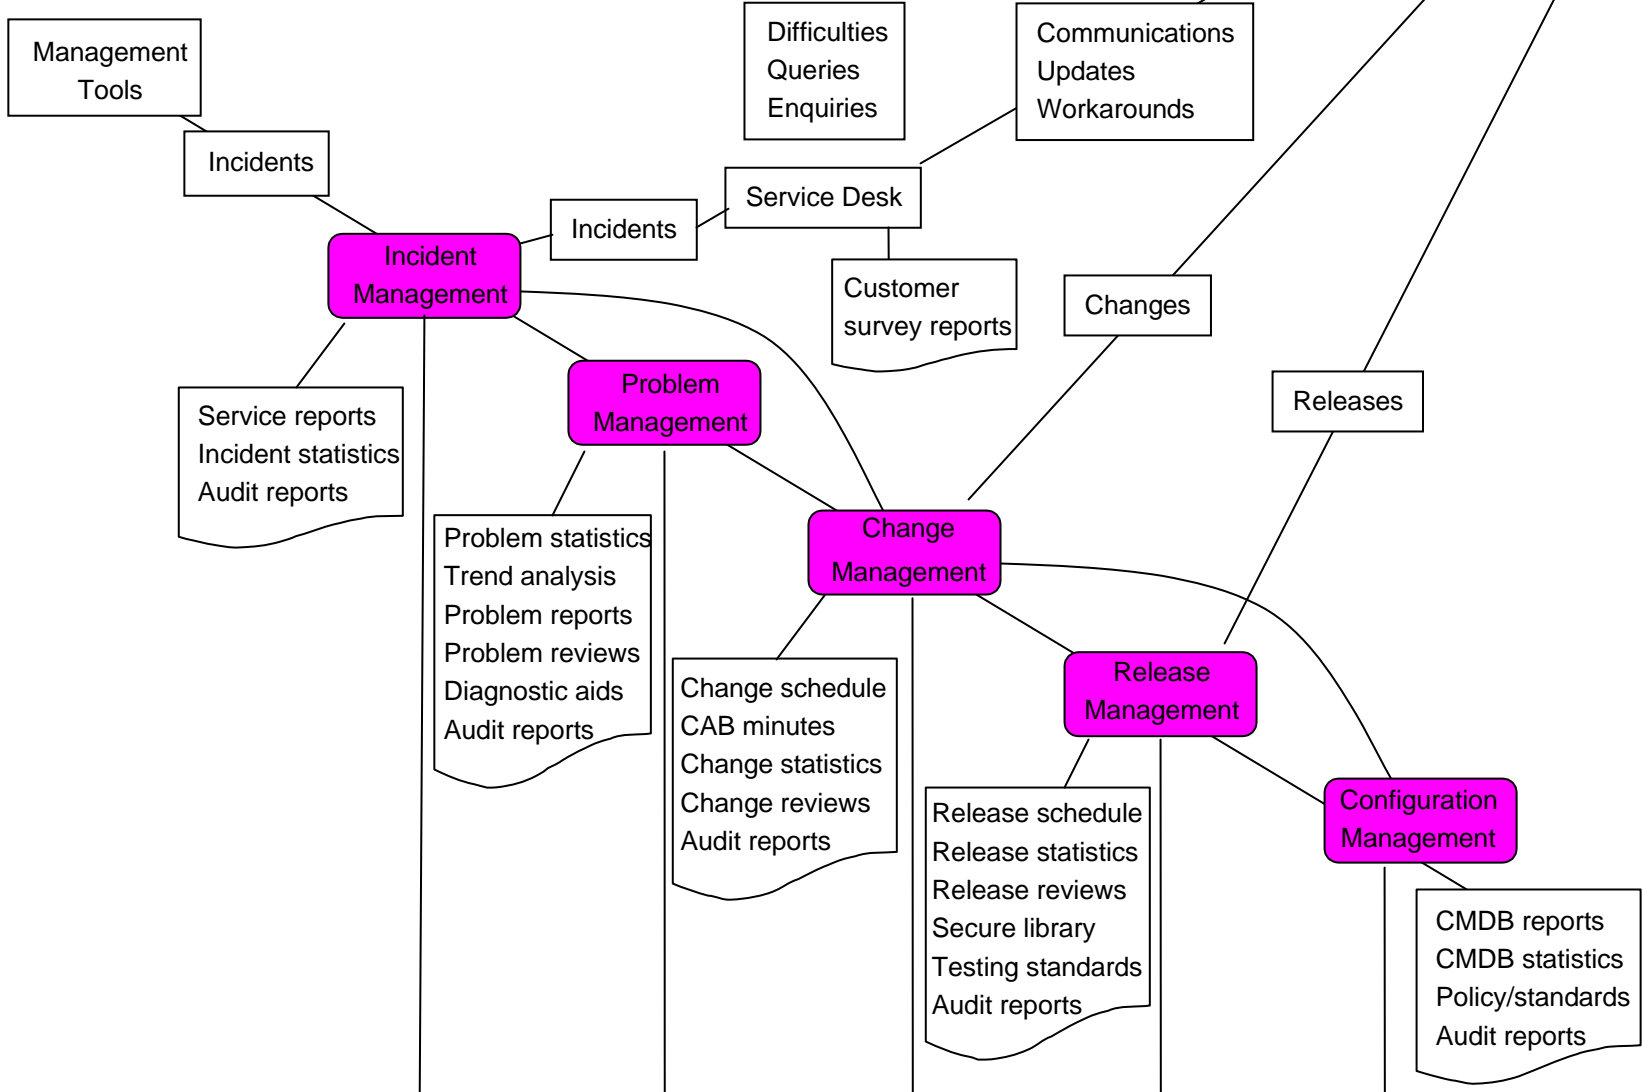 Management
Tools
Difficulties
Queries
Enquiries
Communications
Updates
Workarounds
Incidents
Service Desk
Incidents
Incident
Management
Customer
survey reports
Changes
Problem
Management
Releases
Service reports
Incident statistics
Audit reports
Problem statistics
Trend analysis
Problem reports
Problem reviews
Diagnostic aids
Audit reports
Change
Management
Change schedule
CAB minutes
Change statistics
Change reviews
Audit reports
Release
Management
Release schedule
Release statistics
Release reviews
Secure library
Testing standards
Audit reports
Configuration
Management
CMDB reports
CMDB statistics
Policy/standards
Audit reports